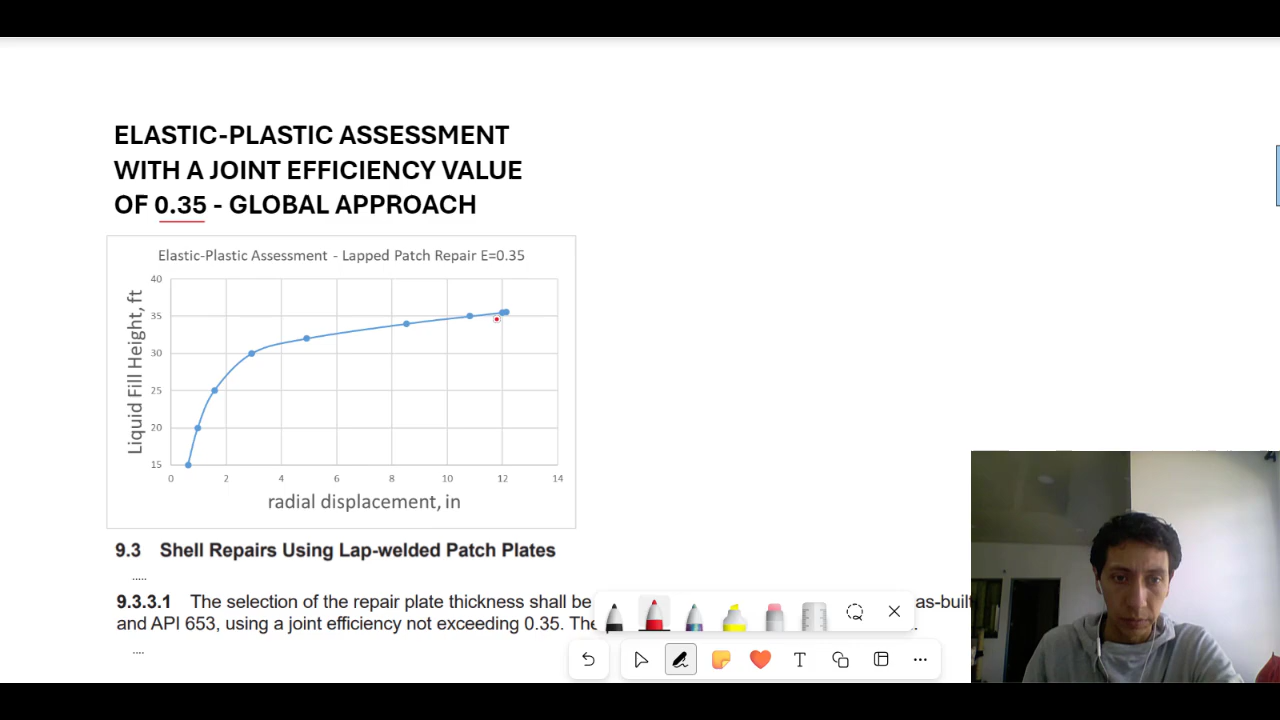 ELASTIC-PLASTIC ASSESSMENT
WITH A JOINT EFFICIENCY VALUE
OF 0.35 - GLOBAL APPROACH
Elastic-Plastic Assessment - Lapped Patch Repair E=0.35
Liquid Fill Height, ft
40
35
30
25
20
15
0 2 4 6 8 10 12 14
radial displacement, in
9.3 Shell Repairs Using Lap-welded Patch Plates
.....
9.3.3.1 The selection of the repair plate thickness shall be as-built
and API 653, using a joint efficiency not exceeding 0.35. The
....
T